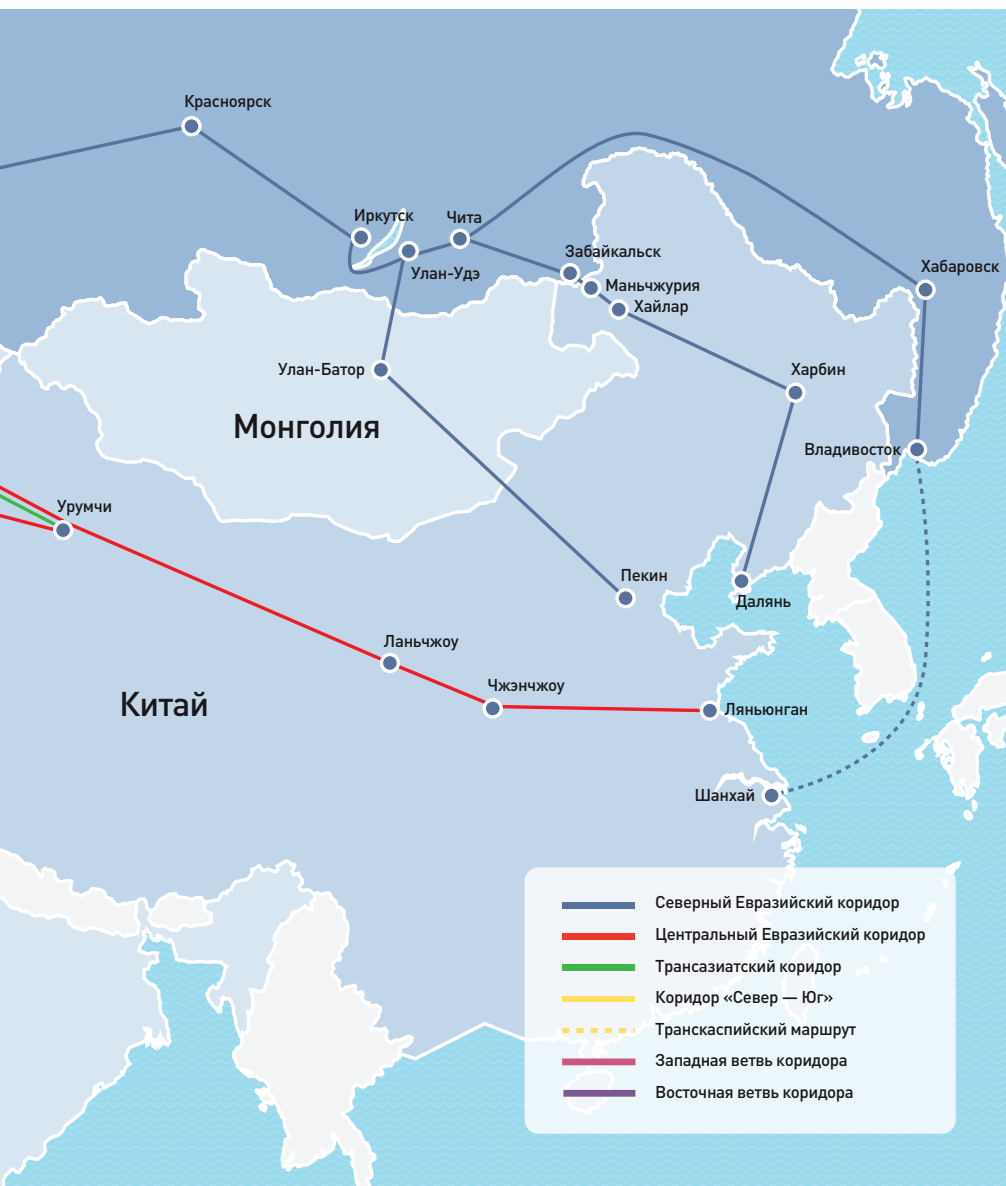 Красноярск
Иркутск
Чита
Улан-Удэ
Забайкальск
Маньчжурия
Хайлар
Хабаровск
Улан-Батор
Харбин
Монголия
Владивосток
Урумчи
Пекин
Далянь
Ланьчжоу
Чжэнчжоу
Китай
Ляньюнган
Шанхай
Северный Евразийский коридор
Центральный Евразийский коридор
Трансазиатский коридор
Коридор «Север — Юг»
Транскаспийский маршрут
Западная ветвь коридора
Восточная ветвь коридора